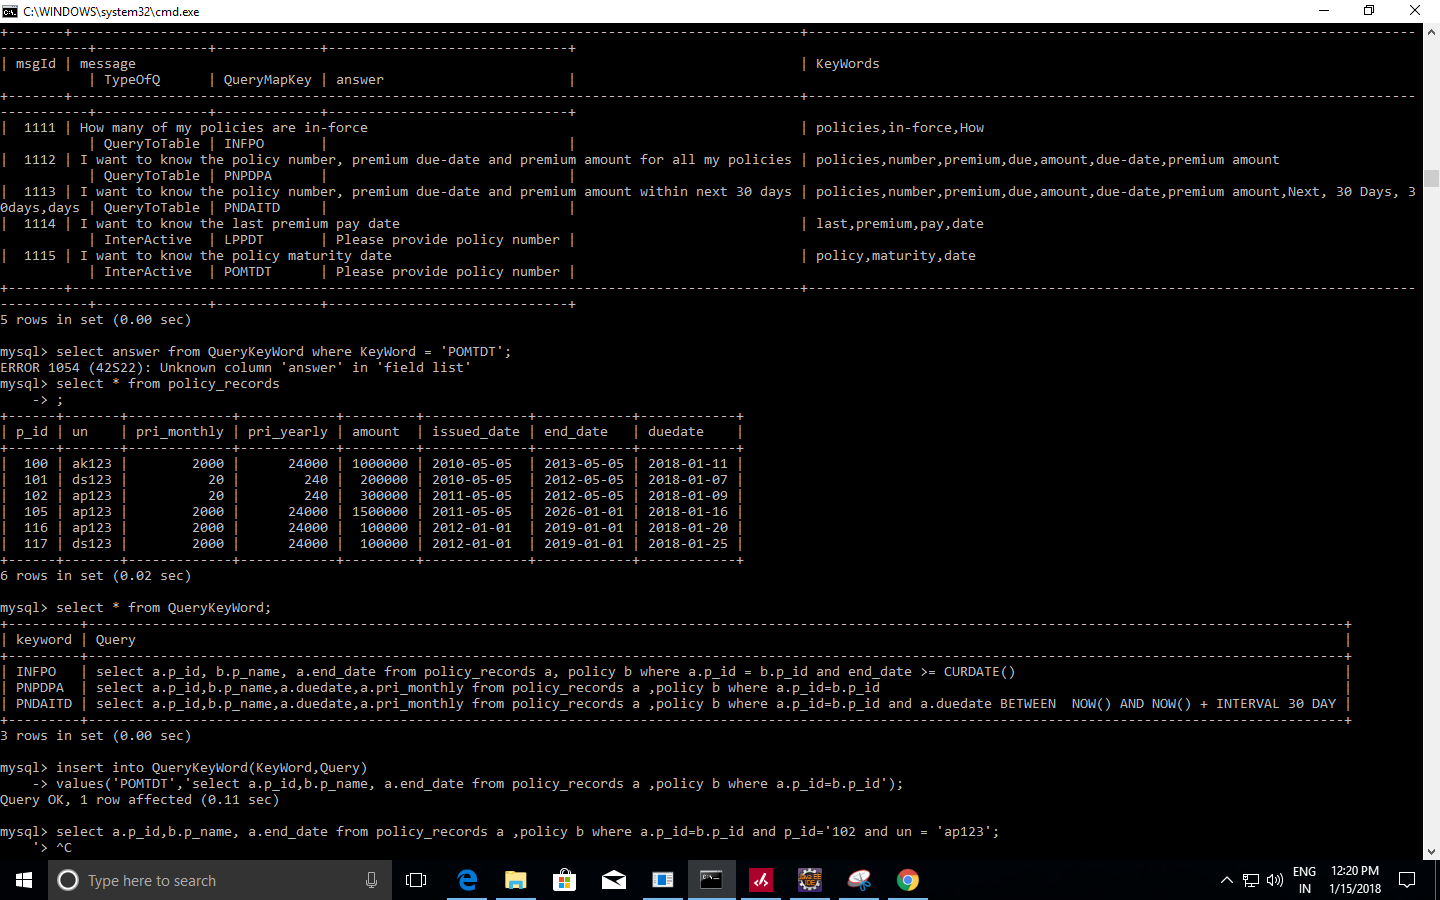 C:\WINDOWS\system32\cmd.exe
+-------+-------------------------------------------------------------------------------------------+----------------------------------------------------------------------------
-----------+--------------+-------------+------------------------------+
| msgId | message | KeyWords
| TypeOfQ | QueryMapKey | answer |
+-------+-------------------------------------------------------------------------------------------+----------------------------------------------------------------------------
-----------+--------------+-------------+------------------------------+
| 1111 | How many of my policies are in-force | policies,in-force,How
| QueryToTable | INFPO | |
| 1112 | I want to know the policy number, premium due-date and premium amount for all my policies | policies,number,premium,due,amount,due-date,premium amount
| QueryToTable | PNPDPA | |
| 1113 | I want to know the policy number, premium due-date and premium amount within next 30 days | policies,number,premium,due,amount,due-date,premium amount,Next, 30 Days, 3
0days,days | QueryToTable | PNDAITD | |
| 1114 | I want to know the last premium pay date | last,premium,pay,date
| InterActive | LPPDT | Please provide policy number |
| 1115 | I want to know the policy maturity date | policy,maturity,date
| InterActive | POMTDT | Please provide policy number |
+-------+-------------------------------------------------------------------------------------------+----------------------------------------------------------------------------
-----------+--------------+-------------+------------------------------+
5 rows in set (0.00 sec)
mysql> select answer from QueryKeyWord where KeyWord = 'POMTDT';
ERROR 1054 (42S22): Unknown column 'answer' in 'field list'
mysql> select * from policy_records
-> ;
+------+-------+-------------+------------+---------+-------------+------------+------------+
| p_id | un | pri_monthly | pri_yearly | amount | issued_date | end_date | duedate |
+------+-------+-------------+------------+---------+-------------+------------+------------+
| 100 | ak123 | 2000 | 24000 | 1000000 | 2010-05-05 | 2013-05-05 | 2018-01-11 |
| 101 | ds123 | 20 | 240 | 200000 | 2010-05-05 | 2012-05-05 | 2018-01-07 |
| 102 | ap123 | 20 | 240 | 300000 | 2011-05-05 | 2012-05-05 | 2018-01-09 |
| 105 | ap123 | 2000 | 24000 | 1500000 | 2011-05-05 | 2026-01-01 | 2018-01-16 |
| 116 | ap123 | 2000 | 24000 | 100000 | 2012-01-01 | 2019-01-01 | 2018-01-20 |
| 117 | ds123 | 2000 | 24000 | 100000 | 2012-01-01 | 2019-01-01 | 2018-01-25 |
+------+-------+-------------+------------+---------+-------------+------------+------------+
6 rows in set (0.02 sec)
mysql> select * from QueryKeyWord;
+---------+-------------------------------------------------------------------------------------------------------------------------------------------------------------+
| keyword | Query |
+---------+-------------------------------------------------------------------------------------------------------------------------------------------------------------+
| INFPO | select a.p_id, b.p_name, a.end_date from policy_records a, policy b where a.p_id = b.p_id and end_date >= CURDATE() |
| PNPDPA | select a.p_id,b.p_name,a.duedate,a.pri_monthly from policy_records a ,policy b where a.p_id=b.p_id |
| PNDAITD | select a.p_id,b.p_name,a.duedate,a.pri_monthly from policy_records a ,policy b where a.p_id=b.p_id and a.duedate BETWEEN NOW() AND NOW() + INTERVAL 30 DAY |
+---------+-------------------------------------------------------------------------------------------------------------------------------------------------------------+
3 rows in set (0.00 sec)
mysql> insert into QueryKeyWord(KeyWord,Query)
-> values('POMTDT','select a.p_id,b.p_name, a.end_date from policy_records a ,policy b where a.p_id=b.p_id');
Query OK, 1 row affected (0.11 sec)
mysql> select a.p_id,b.p_name, a.end_date from policy_records a ,policy b where a.p_id=b.p_id and p_id='102 and un = 'ap123';
'> ^C
Type here to search
ENG
IN
12:20 PM
1/15/2018